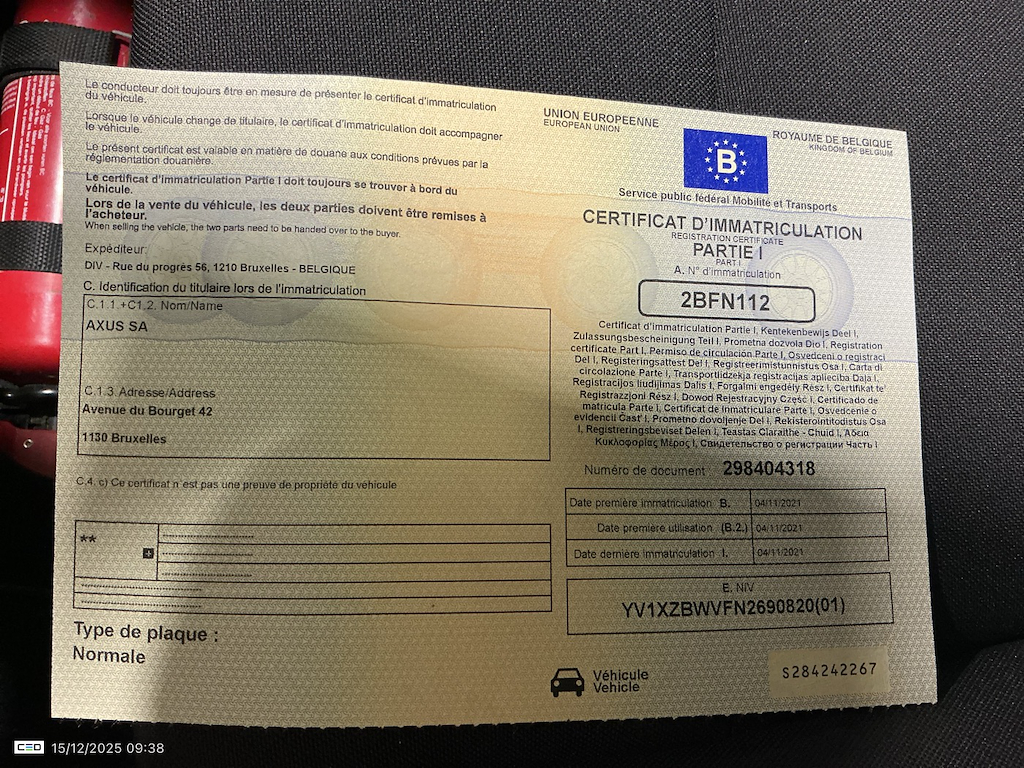 Le conducteur doit toujours être en mesure de présenter le certificat d'immatriculation
du véhicule.
Lorsque le véhicule change de titulaire, le certificat d'immatriculation doit accompagner
le véhicule.
Le présent certificat est valable en matière de douane aux conditions prévues par la
réglementation douanière.
Le certificat d'immatriculation Partie I doit toujours se trouver à bord du
véhicule.
Lors de la vente du véhicule, les deux parties doivent être remises à
l'acheteur.
When selling the vehicle, the two parts need to be handed over to the buyer.
Expéditeur:
DIV - Rue du progrès 56, 1210 Bruxelles - BELGIQUE
C. Identification du titulaire lors de l'immatriculation
C.1.1.+C1.2. Nom/Name
AXUS SA
C.1.3. Adresse/Address
Avenue du Bourget 42
1130 Bruxelles
C.4. c) Ce certificat n'est pas une preuve de propriété du véhicule
**
Type de plaque :
Normale
UNION EUROPEENNE
EUROPEAN UNION
B
ROYAUME DE BELGIQUE
KINGDOM OF BELGIUM
Service public fédéral Mobilité et Transports
CERTIFICAT D'IMMATRICULATION
REGISTRATION CERTIFICATE
PARTIE I
PART I
A. N° d'immatriculation
2BFN112
Certificat d'immatriculation Partie I, Kentekenbewijs Deel I,
Zulassungsbescheinigung Teil I, Prometna dozvola Dio I, Registration
certificate Part I, Permiso de circulación Parte I, Osvedceni o registraci
Del I, Registreringsattest Del I, Registreerimistunnistus Osa I, Carta di
circolazione Parte I, Transportlidzekja registracijas aplieciba Daļa I,
Registracijos liudijimas Dalis I, Forgalmi engedély Rész I, Certifikat ta'
Registrazzjoni Rész I, Dowod Rejestracyjny Część I, Certificado de
matricula Parte I, Certificat de inmatriculare Parte I, Osvedcenie o
evidencii Cast' I, Prometno dovoljenje Del I, Rekisterointitodistus Osa
I, Registreringsbeviset Delen I, Teastas Claraithe - Chuid I, Άδεια
Κυκλοφορίας Μέρος I, Свидетелство о регистрации Часть I
Numéro de document : 298404318
Date première immatriculation B. 04/11/2021
Date première utilisation (B.2.) 04/11/2021
Date dernière immatriculation I. 04/11/2021
E. NIV
YV1XZBWVFN2690820(01)
Véhicule
Vehicle
S284242267
CEO 15/12/2025 09:38